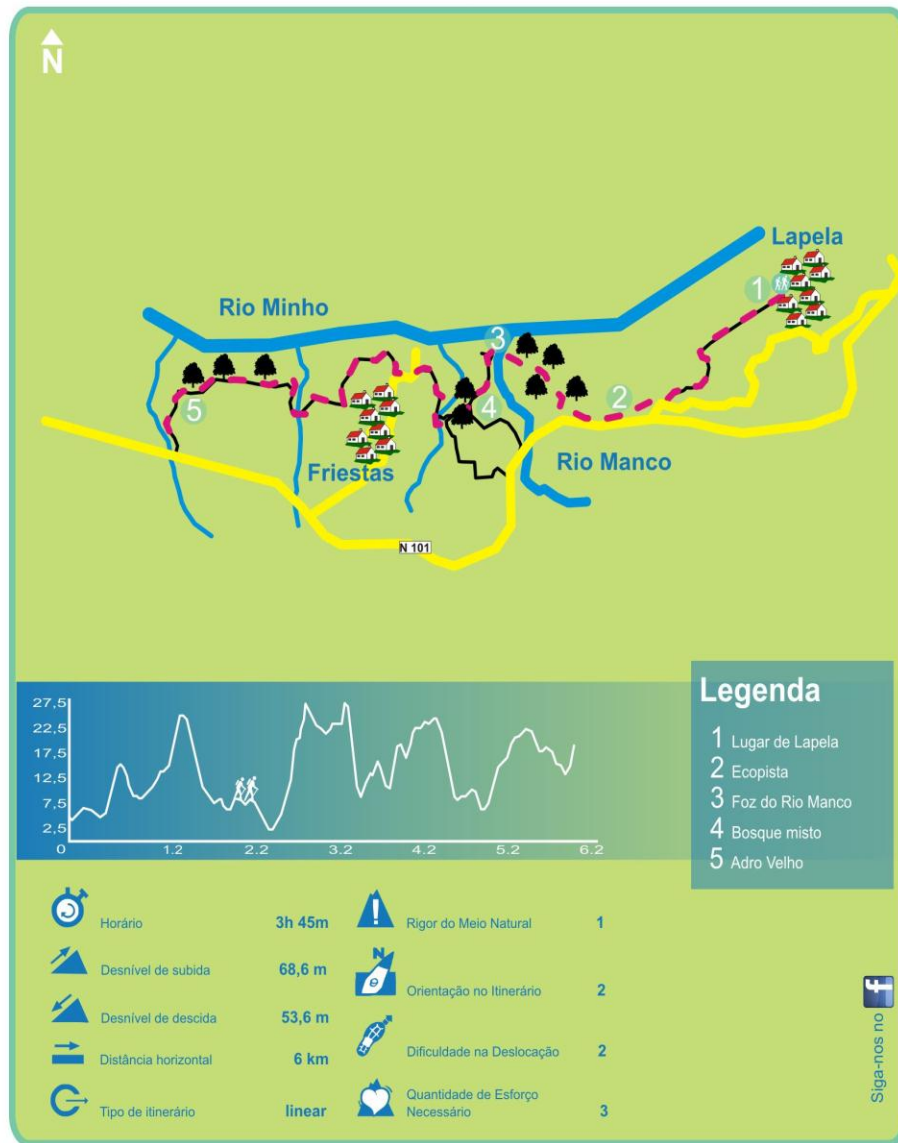 N
Lapela
1
Rio Minho
3
5
4
2
Friestas
Rio Manco
N 101
27,5
22,5
17,5
12,5
7,5
2,5
0 1.2 2.2 3.2 4.2 5.2 6.2
Legenda
1 Lugar de Lapela
2 Ecopista
3 Foz do Rio Manco
4 Bosque misto
5 Adro Velho
Horário 3h 45m
Desnível de subida 68,6 m
Desnível de descida 53,6 m
Distância horizontal 6 km
Tipo de itinerário linear
Rigor do Meio Natural 1
N
e
Orientação no Itinerário 2
Dificuldade na Deslocação 2
Quantidade de Esforço
Necessário 3
Siga-nos no f